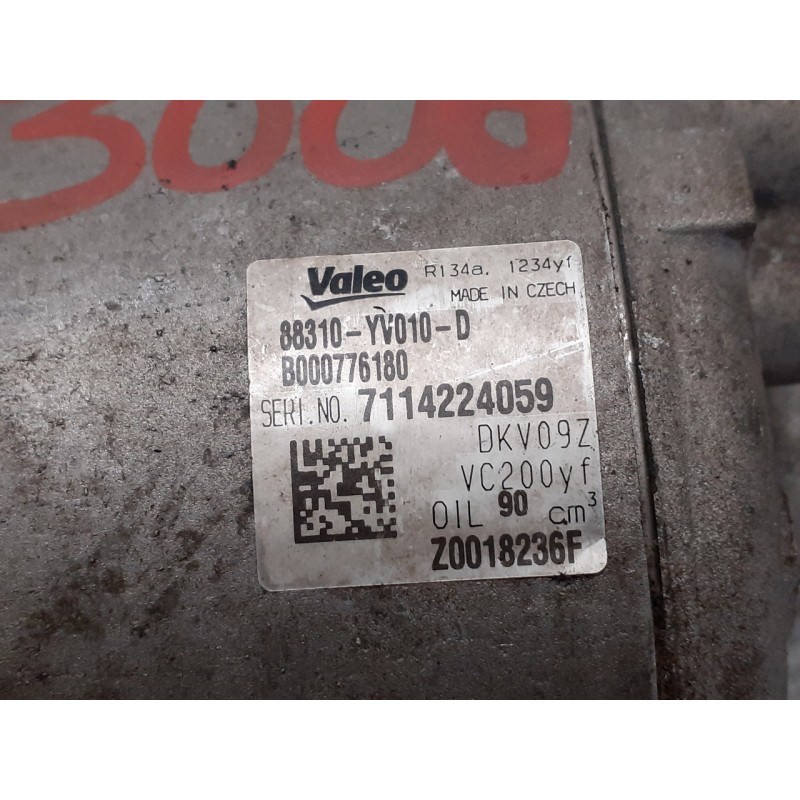 3008
Valeo R134a. 1234yf
MADE IN CZECH
88310-YV010-D
B000776180
SERI.NO. 7114224059
DKV09Z
VC200yf
OIL 90 cm³
Z0018236F